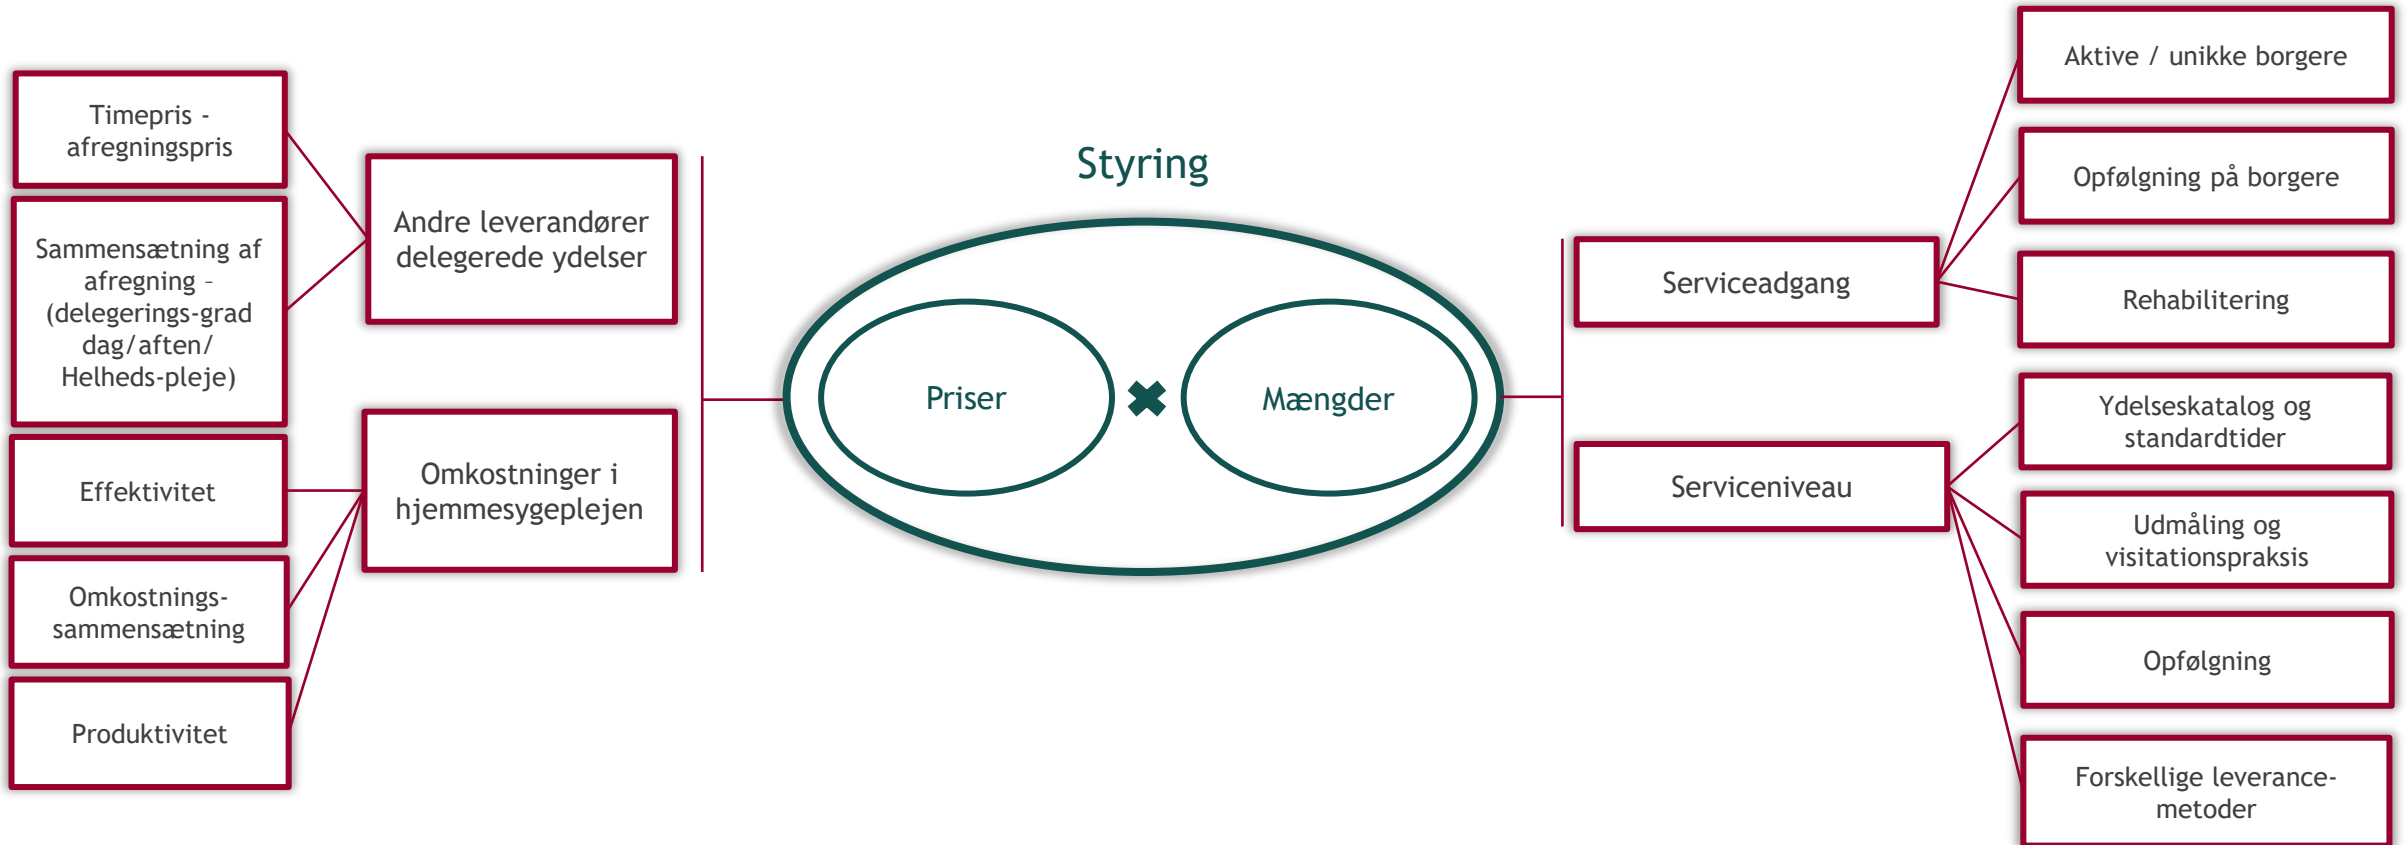 Timepris -
afregningspris
Sammensætning af
afregning –
(delegerings-grad
dag/aften/
Helheds-pleje)
Effektivitet
Omkostnings-
sammensætning
Produktivitet
Andre leverandører
delegerede ydelser
Omkostninger i
hjemmesygeplejen
Styring
Priser
Mængder
Serviceadgang
Serviceniveau
Aktive / unikke borgere
Opfølgning på borgere
Rehabilitering
Ydelseskatalog og
standardtider
Udmåling og
visitationspraksis
Opfølgning
Forskellige leverance-
metoder